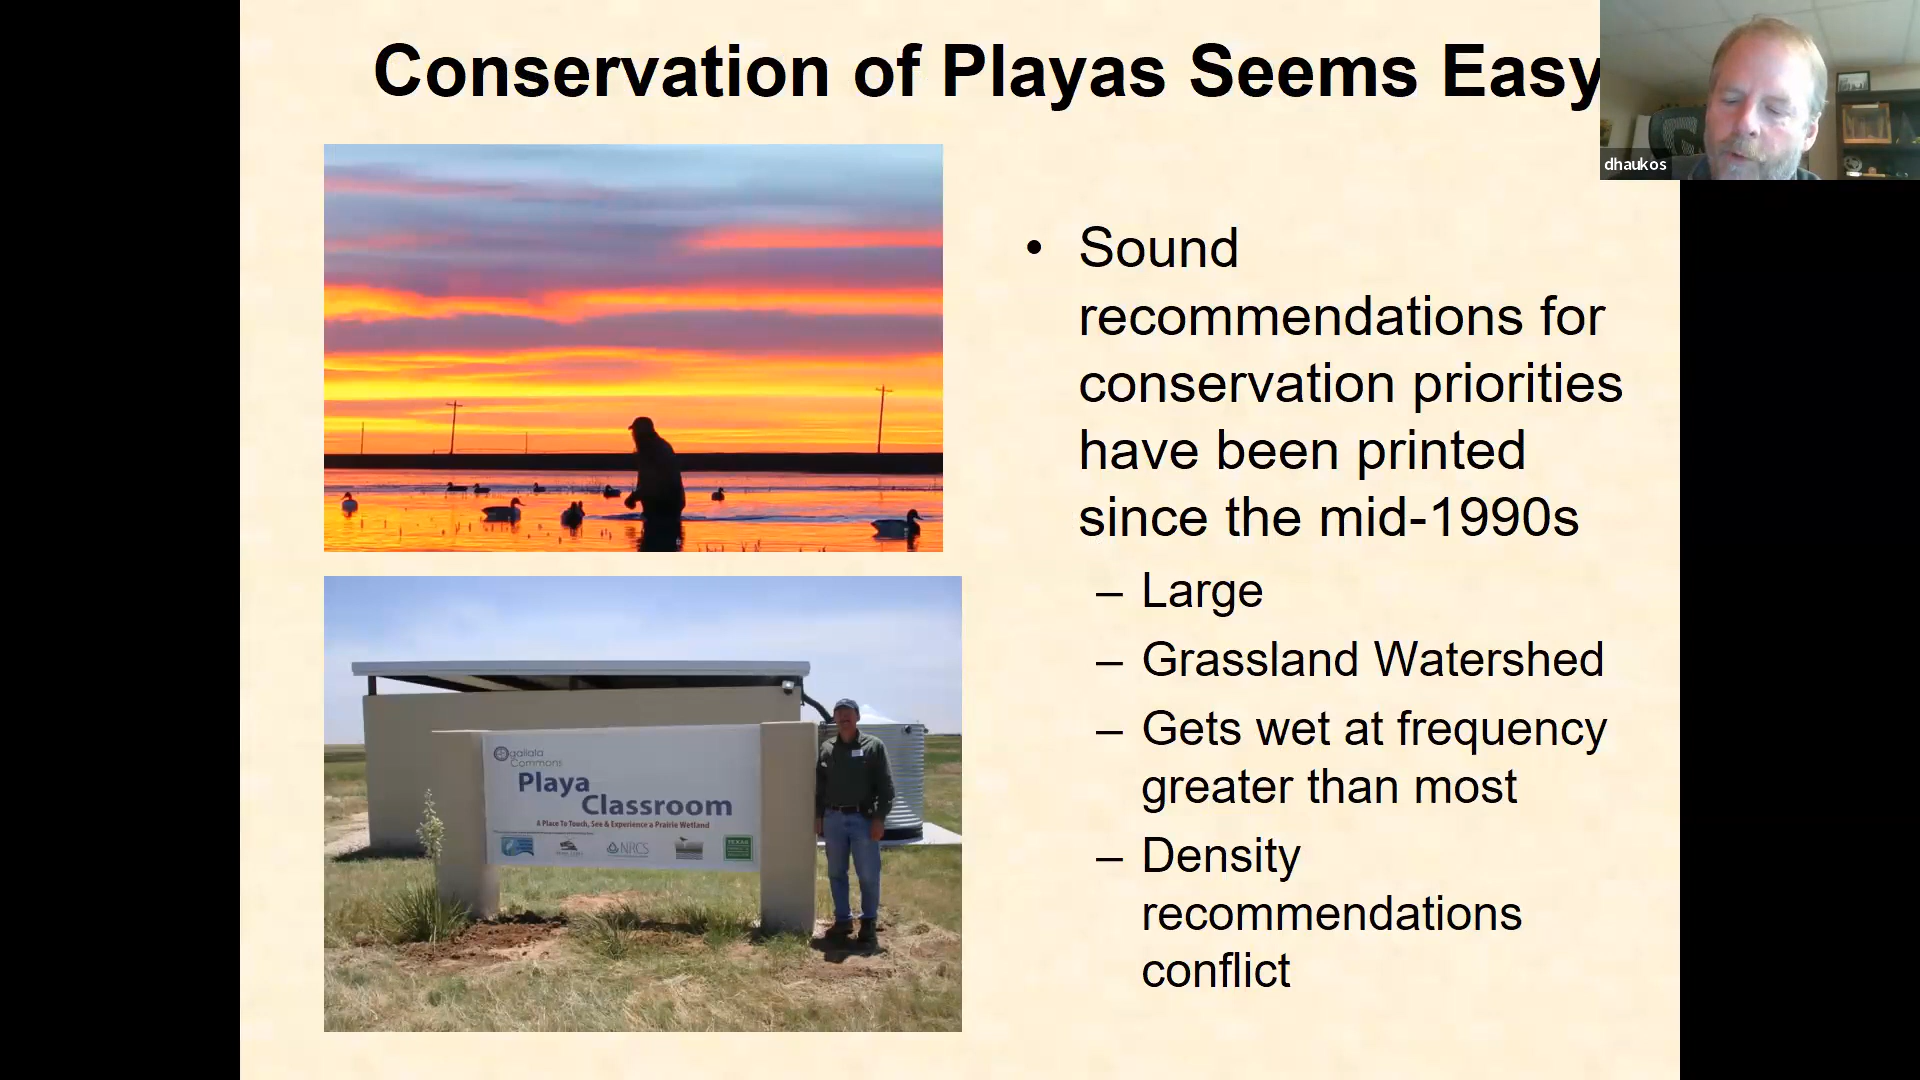 Conservation of Playas Seems Easy
dhaukos
• Sound
recommendations for
conservation priorities
have been printed
since the mid-1990s
– Large
– Grassland Watershed
– Gets wet at frequency
greater than most
– Density
recommendations
conflict
Ogallala
Commons
Playa
Classroom
A Place To Touch, See & Experience a Prairie Wetland
NRCS
TEXAS